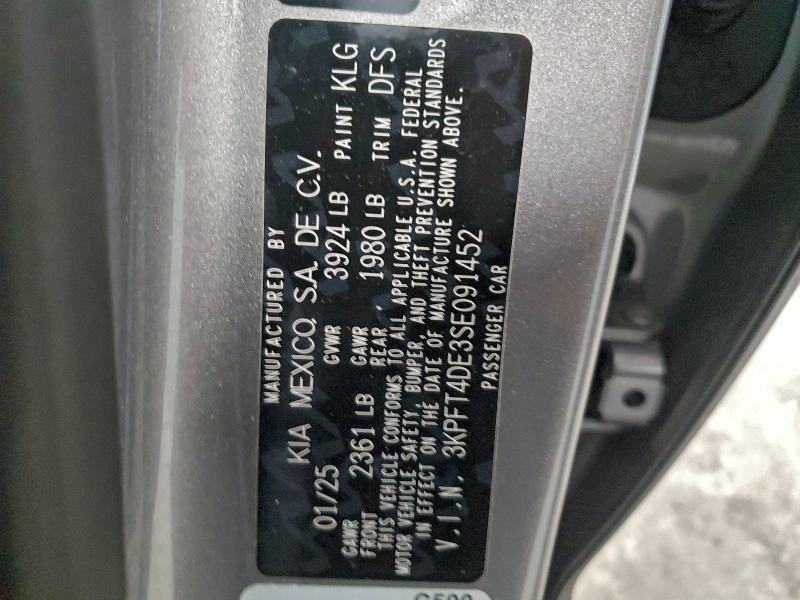 MANUFACTURED BY
KIA MEXICO, S.A. DE C.V.
01/25 GVWR 3924 LB PAINT KLG
GAWR FRONT 2361 LB GAWR REAR 1980 LB TRIM DFS
THIS VEHICLE CONFORMS TO ALL APPLICABLE U.S.A. FEDERAL
MOTOR VEHICLE SAFETY, BUMPER, AND THEFT PREVENTION STANDARDS
IN EFFECT ON THE DATE OF MANUFACTURE SHOWN ABOVE.
V.I.N. 3KPFT4DE3SE091452
PASSENGER CAR